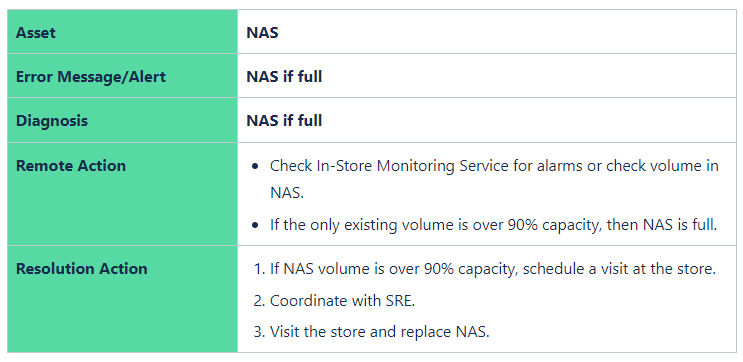 Asset NAS
Error Message/Alert NAS if full
Diagnosis NAS if full
Remote Action • Check In-Store Monitoring Service for alarms or check volume in
NAS.
• If the only existing volume is over 90% capacity, then NAS is full.
Resolution Action 1. If NAS volume is over 90% capacity, schedule a visit at the store.
2. Coordinate with SRE.
3. Visit the store and replace NAS.